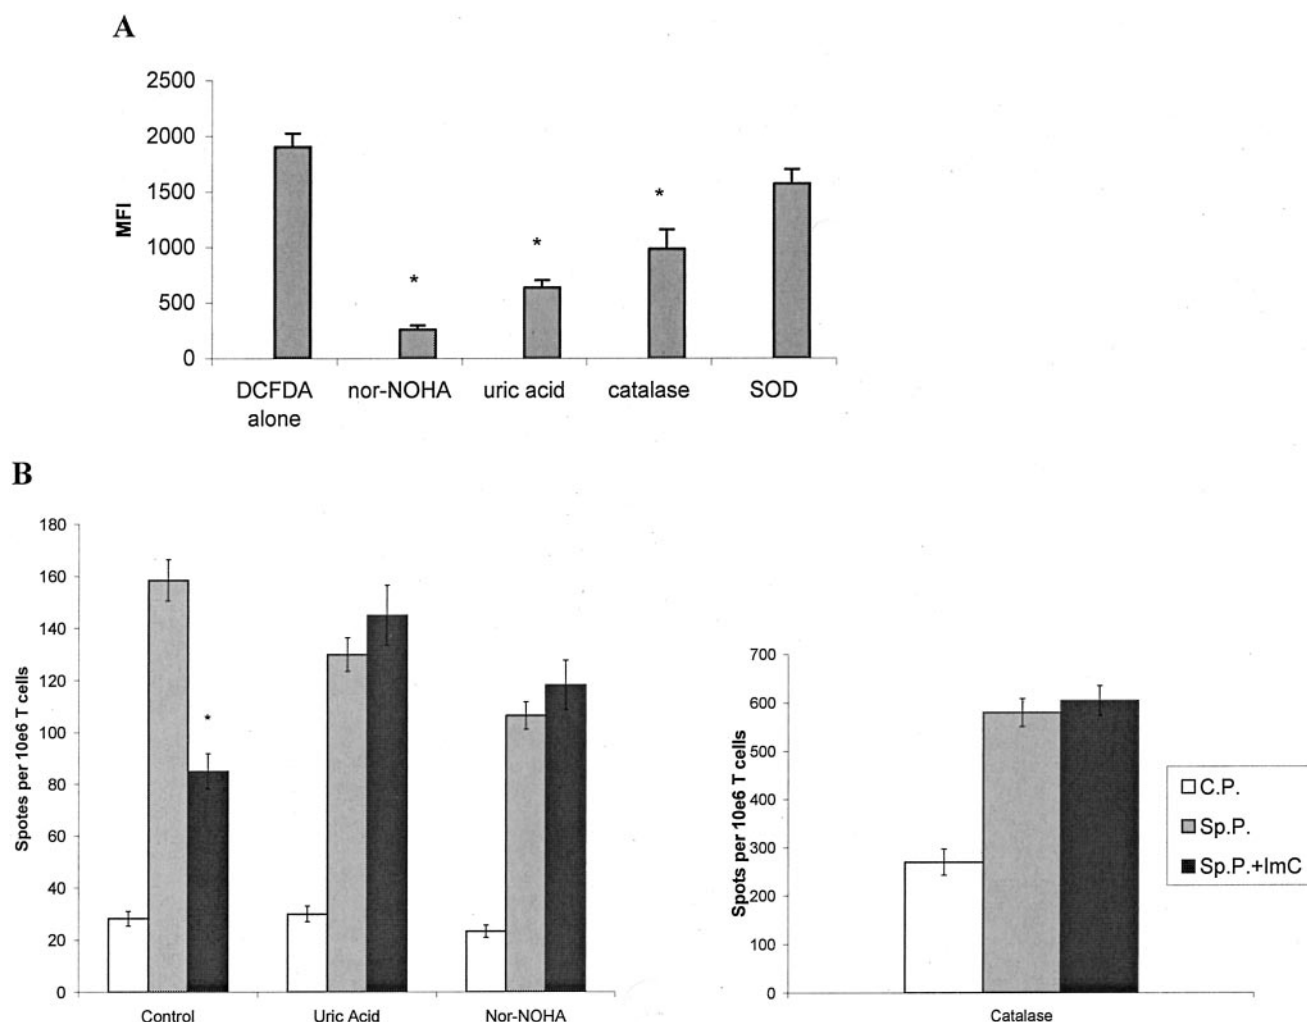 A
2500
2000
1500
1000
500
0
MFI
*
*
*
DCFDA alone
nor-NOHA
uric acid
catalase
SOD
B
180
160
140
120
100
80
60
40
20
0
Spotes per 10e6 T cells
*
Control
Uric Acid
Nor-NOHA
700
600
500
400
300
200
100
0
Spots per 10e6 T cells
Catalase
C.P.
Sp.P.
Sp.P.+ImC